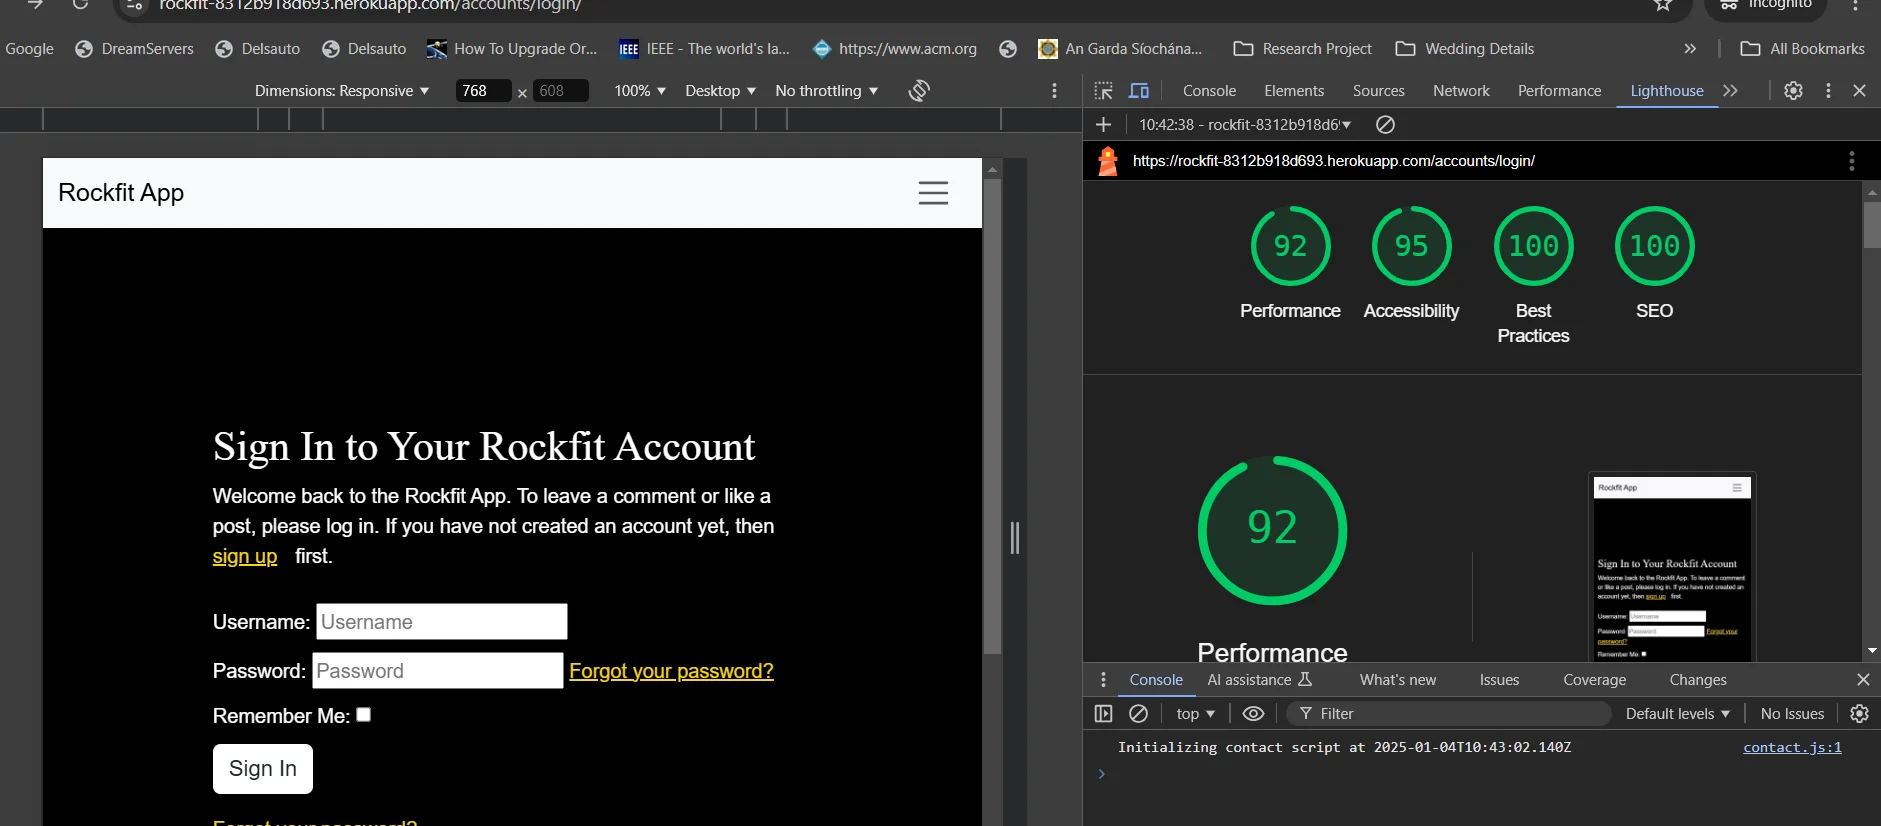 rockfit-8312b918d693.herokuapp.com/accounts/login/
Incognito
Google DreamServers Delsauto Delsauto How To Upgrade Or... IEEE IEEE - The world's la... https://www.acm.org An Garda Síochána... Research Project Wedding Details » All Bookmarks
Dimensions: Responsive 768 × 608 100% Desktop No throttling
Console Elements Sources Network Performance Lighthouse
10:42:38 - rockfit-8312b918d6
https://rockfit-8312b918d693.herokuapp.com/accounts/login/
Rockfit App
92 95 100 100
Performance Accessibility Best Practices SEO
Sign In to Your Rockfit Account
Welcome back to the Rockfit App. To leave a comment or like a
post, please log in. If you have not created an account yet, then
sign up first.
Username: Username
Password: Password Forgot your password?
Remember Me:
Sign In
Forgot your password?
92
Performance
Rockfit App
Sign In to Your Rockfit Account
Welcome back to the Rockfit App. To leave a comment
or like a post, please log in. If you have not created an
account yet, then sign up first.
Username: Username
Password: Password Forgot your
password?
Remember Me:
Console AI assistance What's new Issues Coverage Changes
top Filter Default levels No Issues
Initializing contact script at 2025-01-04T10:43:02.140Z contact.js:1